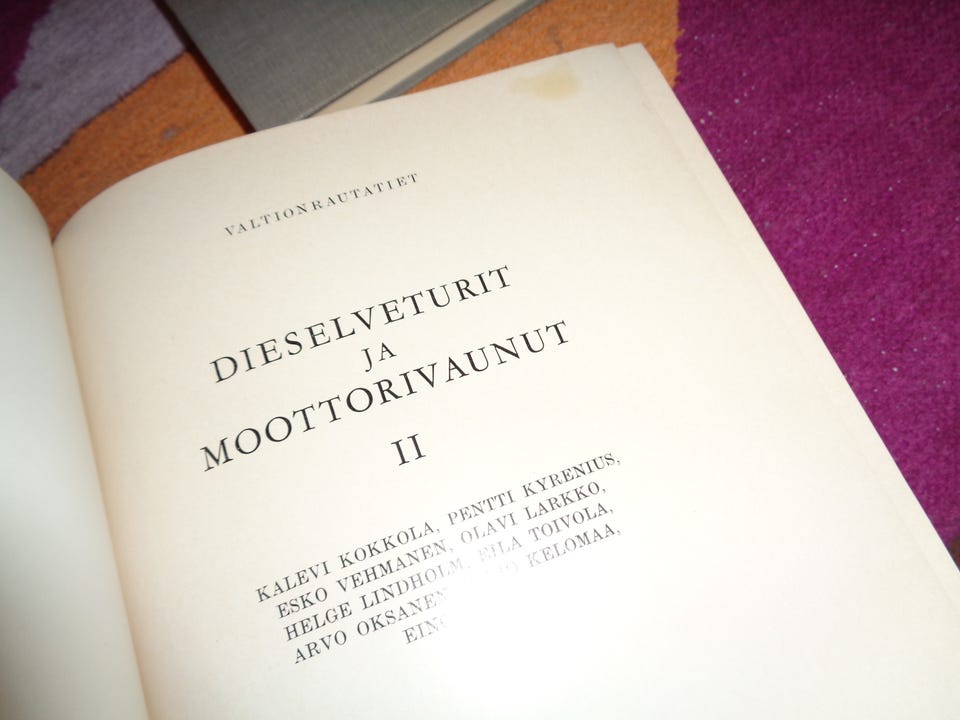 VALTIONRAUTATIET
DIESELVETURIT
JA
MOOTTORIVAUNUT
II
KALEVI KOKKOLA, PENTTI KYRENIUS,
ESKO VEHMANEN, OLAVI LARKKO,
HELGE LINDHOLM, EILA TOIVOLA,
ARVO OKSANEN KELOMAA,